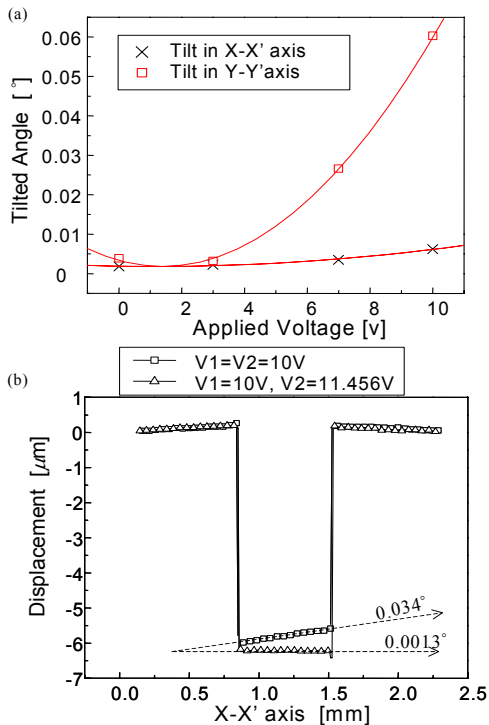 (a)
0.06
0.05
0.04
0.03
0.02
0.01
0
Tilted Angle [ °]
Tilt in X-X' axis
Tilt in Y-Y'axis
0 2 4 6 8 10
Applied Voltage [v]
(b)
V1=V2=10V
V1=10V, V2=11.456V
1
0
-1
-2
-3
-4
-5
-6
-7
Displacement [μm]
0.034°
0.0013°
0.0 0.5 1.0 1.5 2.0 2.5
X-X' axis [mm]